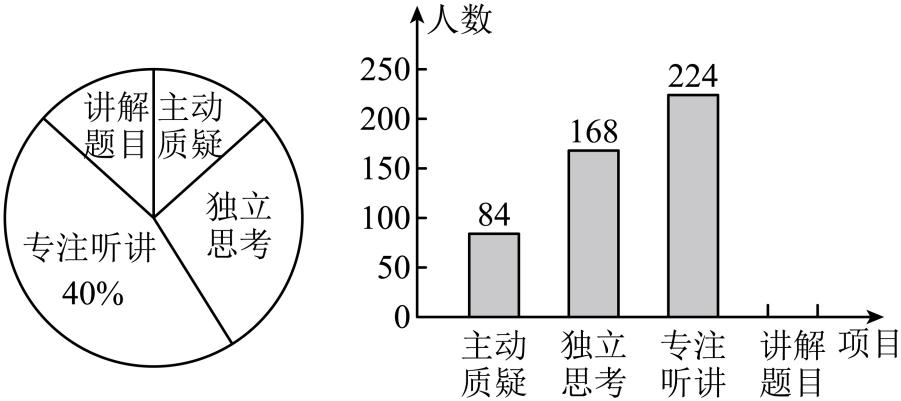 讲解
题目
主动
质疑
独立
思考
专注听讲
40%
人数
250
200
150
100
50
0
84
168
224
主动
质疑
独立
思考
专注
听讲
讲解
题目
项目